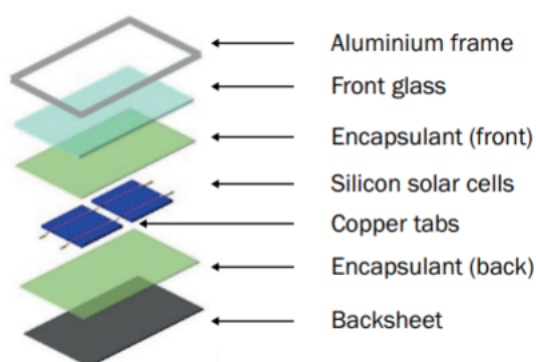 Aluminium frame
Front glass
Encapsulant (front)
Silicon solar cells
Copper tabs
Encapsulant (back)
Backsheet